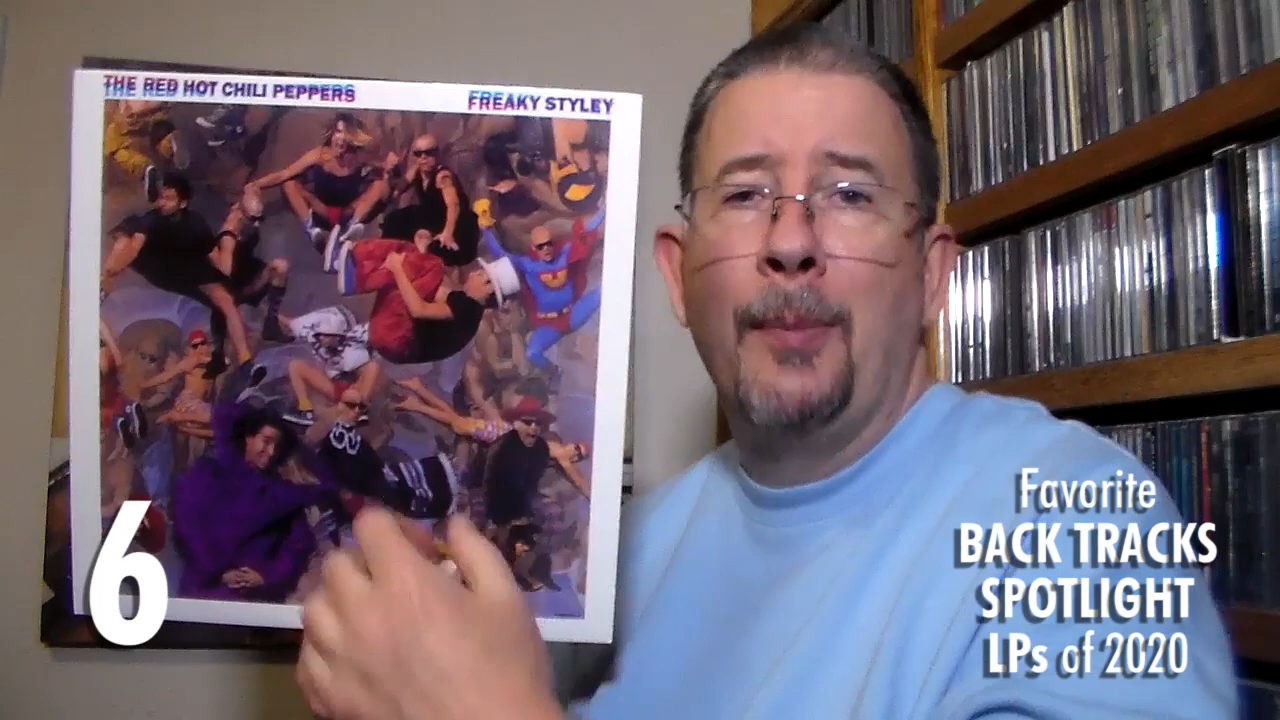 THE RED HOT CHILI PEPPERS
FREAKY STYLEY
6
Favorite
BACK TRACKS
SPOTLIGHT
LPs of 2020